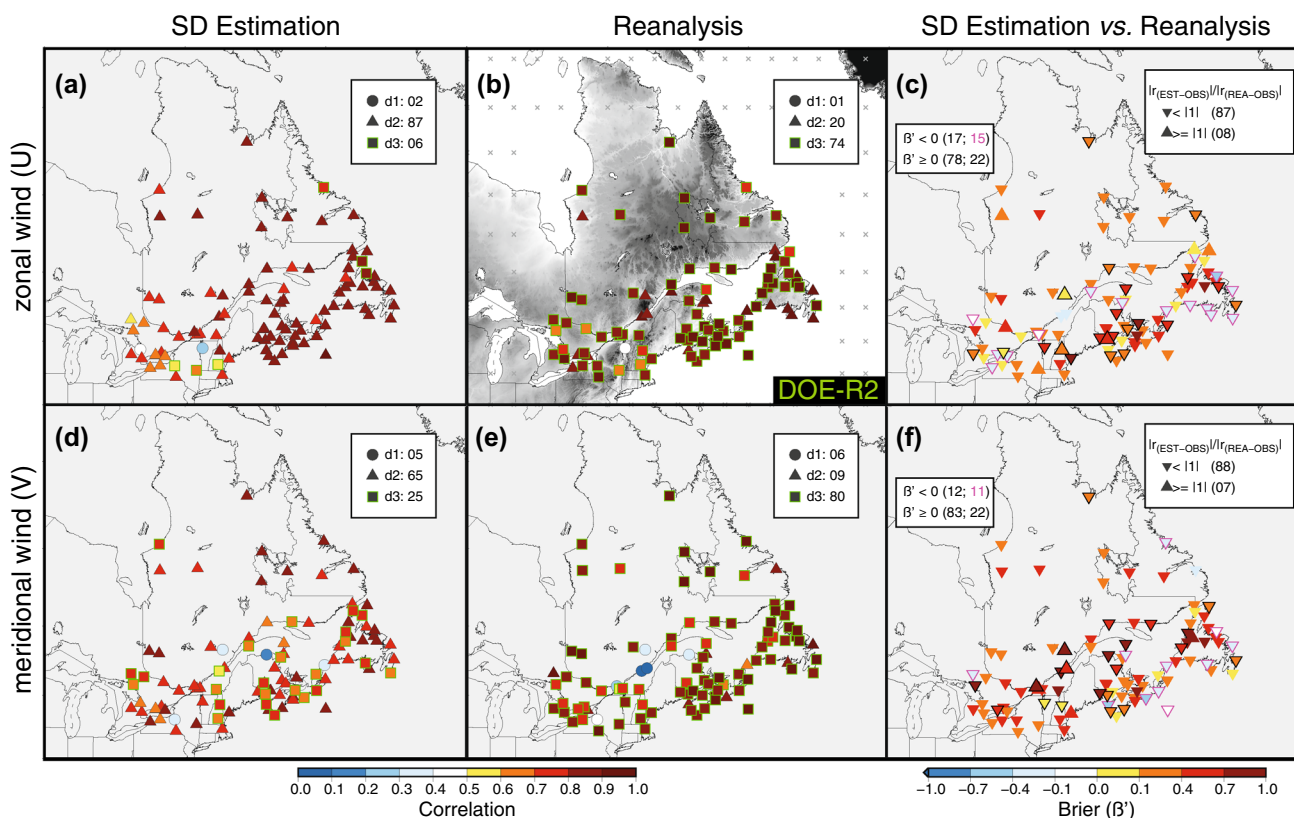 SD Estimation
Reanalysis
SD Estimation vs. Reanalysis
zonal wind (U)
(a)
d1: 02
d2: 87
d3: 06
(b)
d1: 01
d2: 20
d3: 74
DOE-R2
(c)
|r(EST−OBS)|/|r(REA−OBS)|
< |1| (87)
>= |1| (08)
ß' < 0 (17; 15)
ß' ≥ 0 (78; 22)
meridional wind (V)
(d)
d1: 05
d2: 65
d3: 25
(e)
d1: 06
d2: 09
d3: 80
(f)
|r(EST−OBS)|/|r(REA−OBS)|
< |1| (88)
>= |1| (07)
ß' < 0 (12; 11)
ß' ≥ 0 (83; 22)
0.0 0.1 0.2 0.3 0.4 0.5 0.6 0.7 0.8 0.9 1.0
Correlation
−1.0 −0.7 −0.4 −0.1 0.0 0.1 0.4 0.7 1.0
Brier (ß')